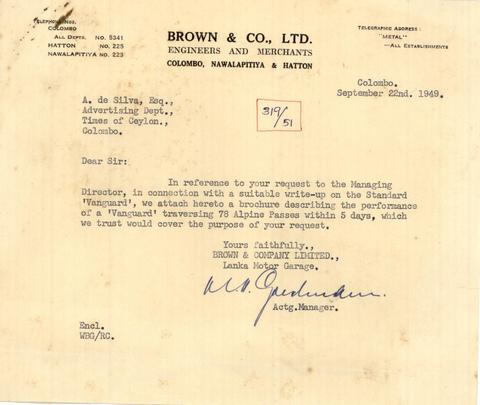 Telephone Nos.
Colombo
All Depts. No. 5341
Hatton No. 225
Nawalapitiya No. 223
BROWN & CO., LTD.
ENGINEERS AND MERCHANTS
COLOMBO, NAWALAPITIYA & HATTON
Telegraphic Address:
"METAL"
—All Establishments
Colombo.
September 22nd. 1949.
A. de Silva, Esq.,
Advertising Dept.,
Times of Ceylon.,
Colombo.
319/51
Dear Sir:
In reference to your request to the Managing
Director, in connection with a suitable write-up on the Standard
'Vanguard', we attach hereto a brochure describing the performance
of a 'Vanguard' traversing 78 Alpine Passes within 5 days, which
we trust would cover the purpose of your request.
Yours faithfully.,
BROWN & COMPANY LIMITED.,
Lanka Motor Garage.
Actg.Manager.
Encl.
WBG/RC.